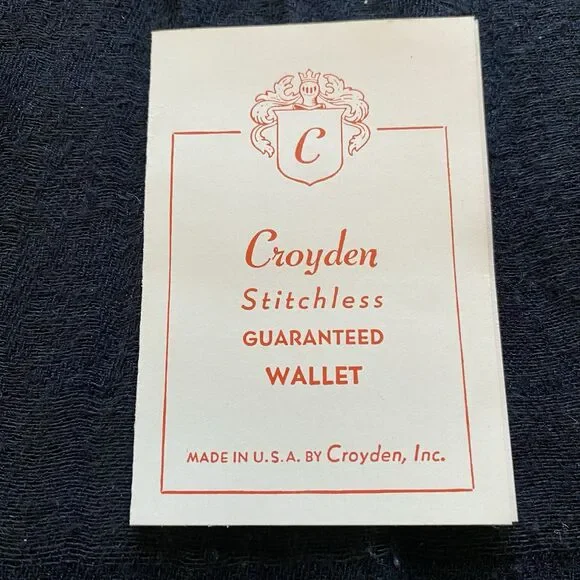 C
Croyden
Stitchless
GUARANTEED
WALLET
MADE IN U.S.A. BY Croyden, Inc.